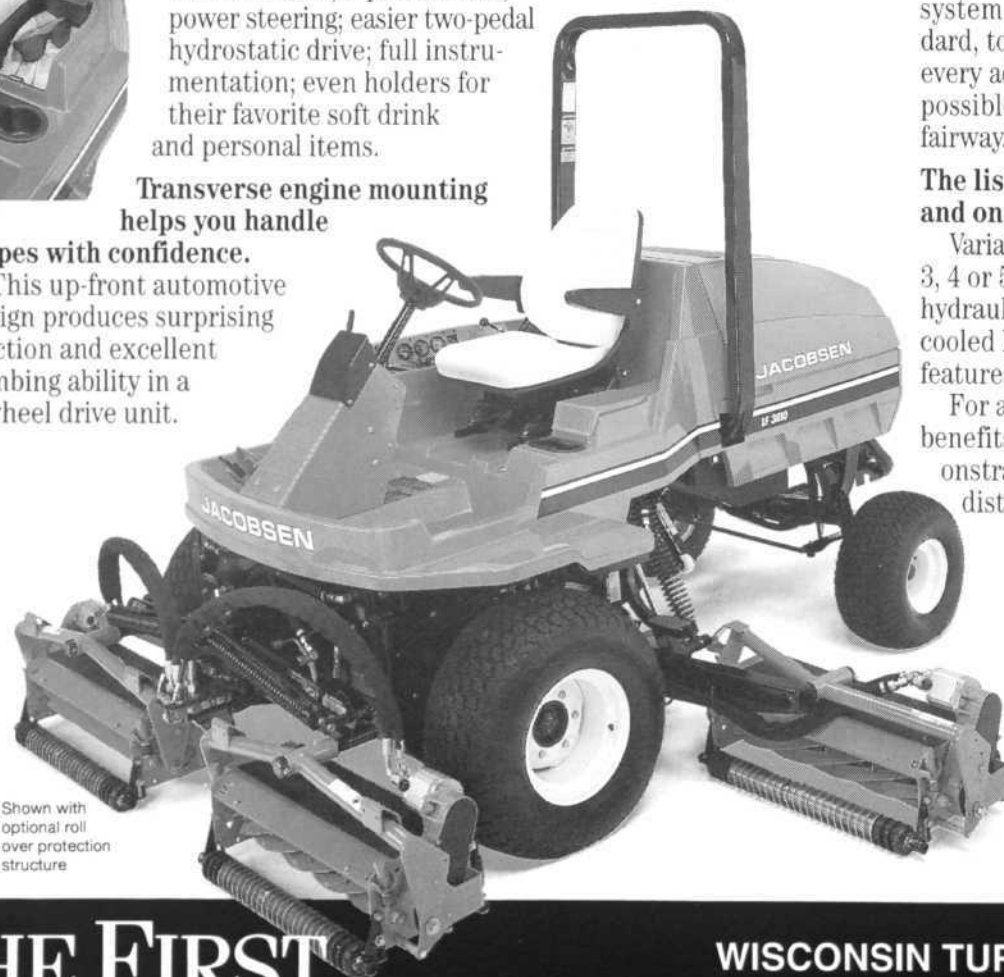 power steering; easier two-pedal
hydrostatic drive; full instru-
mentation; even holders for
their favorite soft drink
and personal items.
Transverse engine mounting
helps you handle
pes with confidence.
This up-front automotive
ign produces surprising
ction and excellent
mbing ability in a
heel drive unit.
system
dard, to
every a
possibl
fairway.
The lis
and on
Varia
3, 4 or 5
hydraul
cooled
feature
For a
benefits
onstra
dist
JACOBSEN
LF 3810
JACOBSEN
Shown with
optional roll
over protection
structure
HE FIRST
WISCONSIN TUR